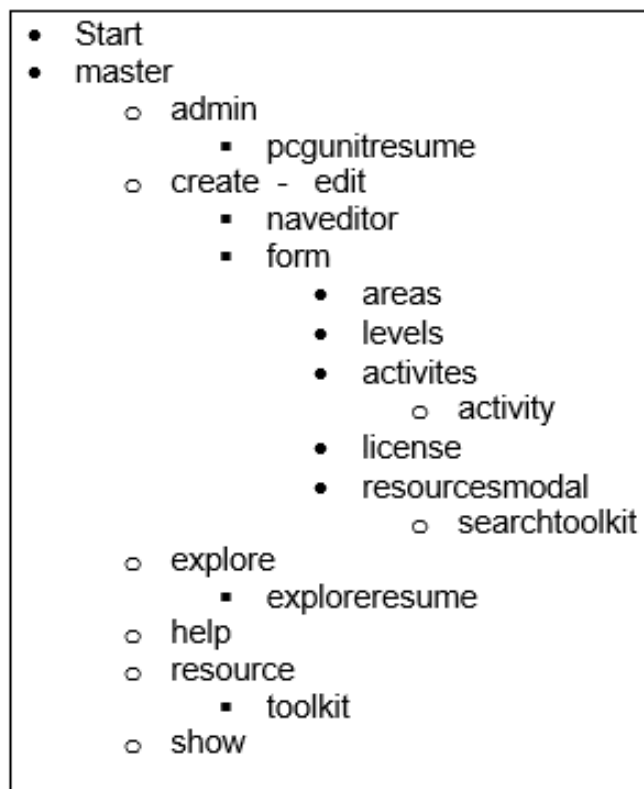 • Start
• master
o admin
▪ pcgunitresume
o create - edit
▪ naveditor
▪ form
• areas
• levels
• activites
o activity
• license
• resourcesmodal
o searchtoolkit
o explore
▪ exploreresume
o help
o resource
▪ toolkit
o show